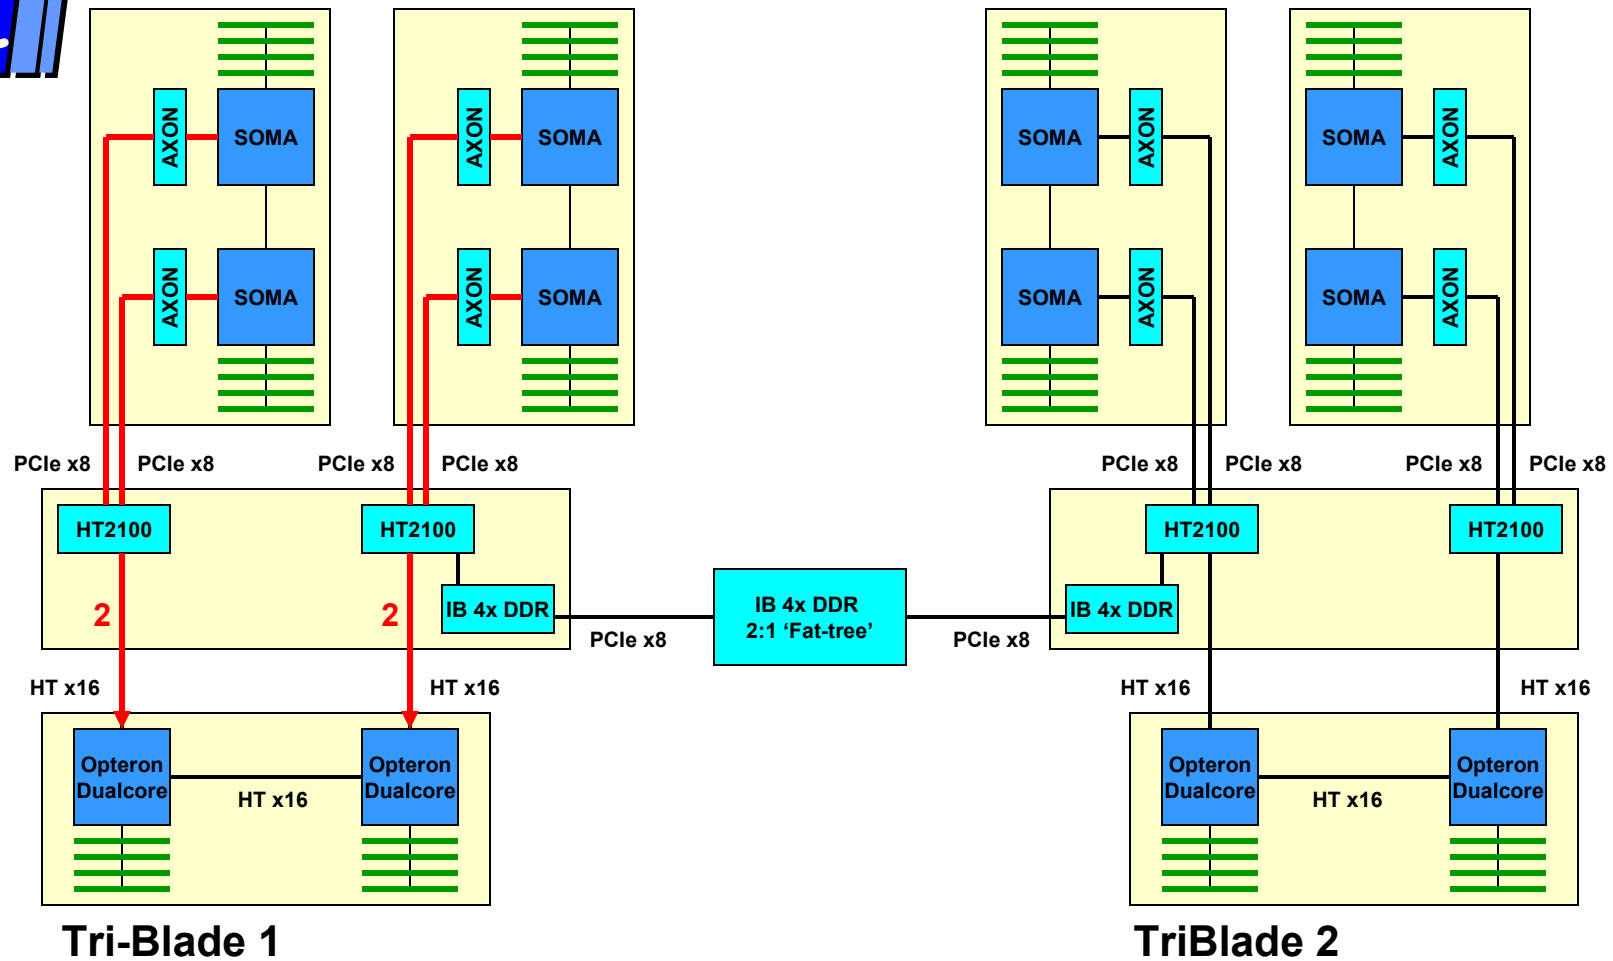 AXON SOMA AXON SOMA SOMA AXON SOMA AXON
AXON SOMA AXON SOMA SOMA AXON SOMA AXON
PCIe x8 PCIe x8 PCIe x8 PCIe x8 PCIe x8 PCIe x8 PCIe x8 PCIe x8
HT2100 HT2100 HT2100 HT2100
2 2 IB 4x DDR IB 4x DDR IB 4x DDR
2:1 ‘Fat-tree’
PCIe x8 PCIe x8
HT x16 HT x16 HT x16 HT x16
Opteron Opteron Opteron Opteron
Dualcore Dualcore Dualcore Dualcore
HT x16 HT x16
Tri-Blade 1 TriBlade 2